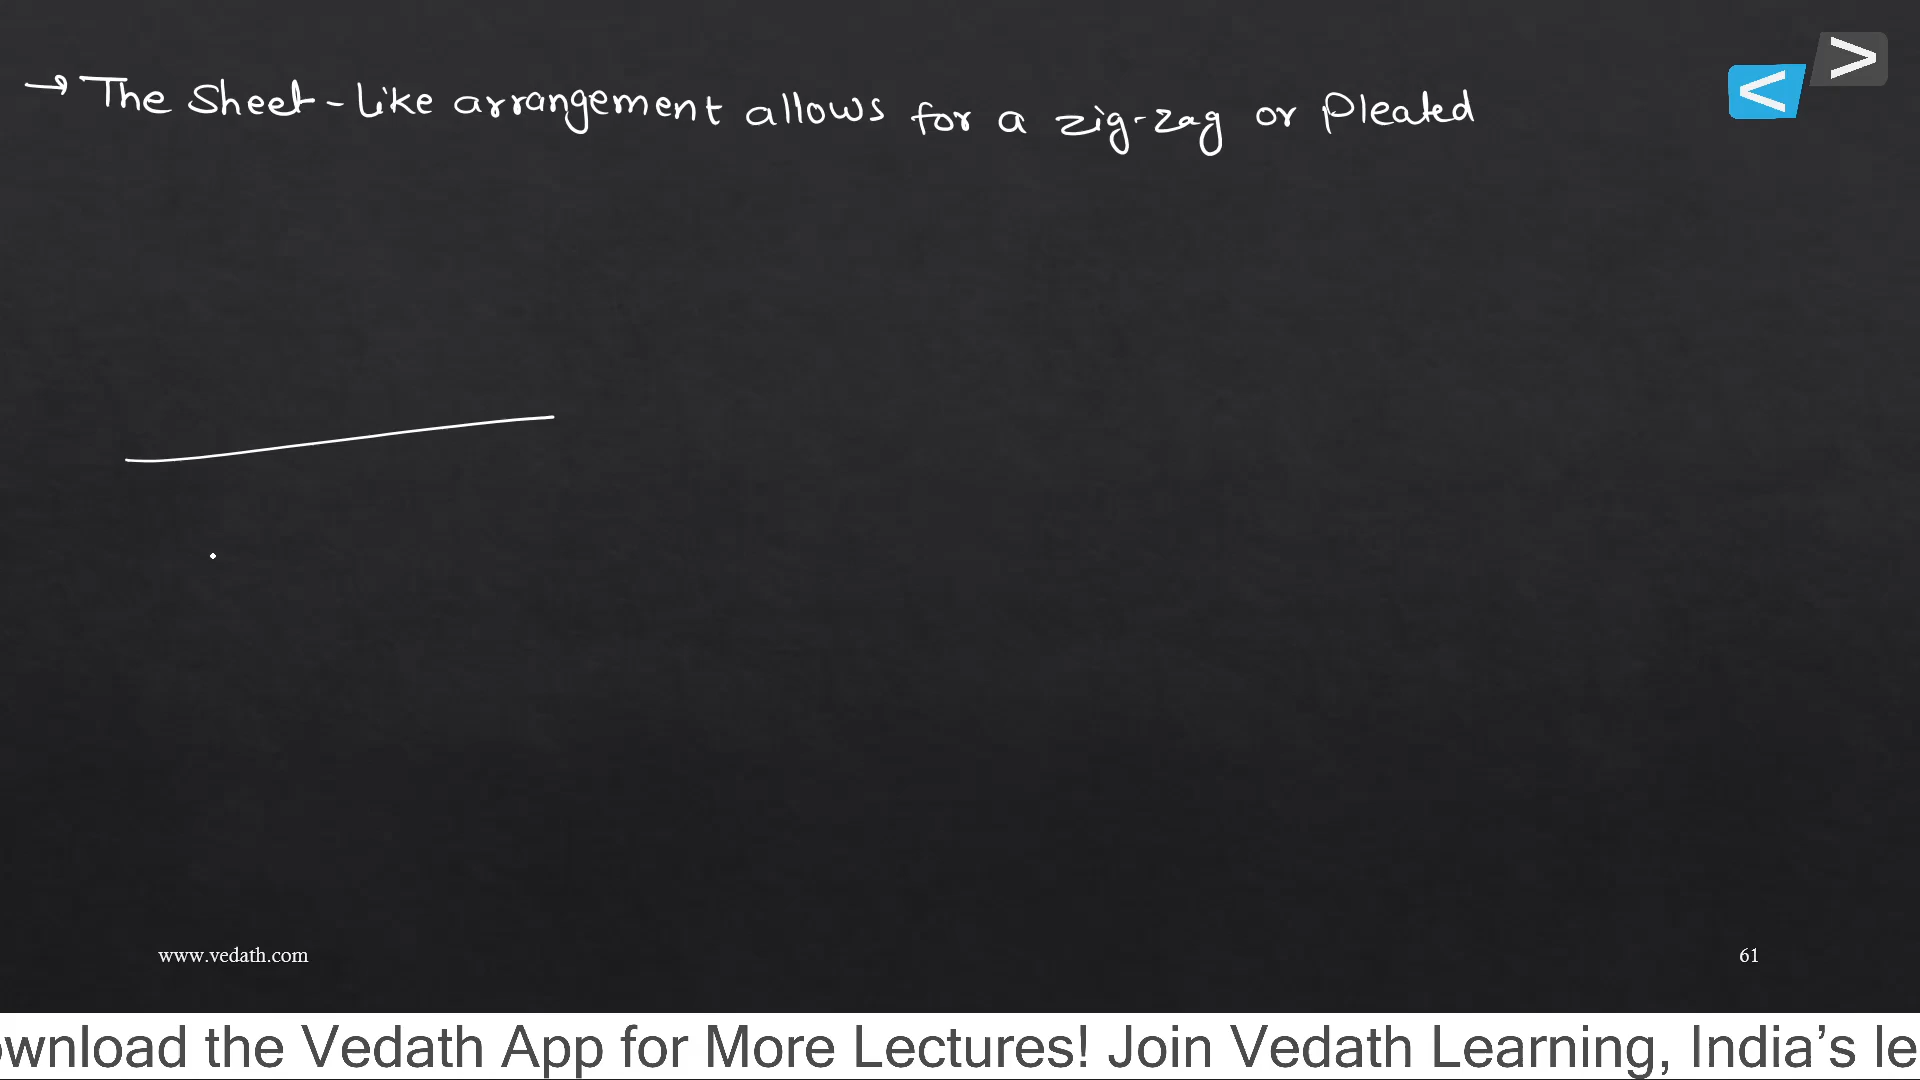 → The Sheet-Like arrangement allows for a zig-zag or Pleated
www.vedath.com
61
ownload the Vedath App for More Lectures! Join Vedath Learning, India’s le